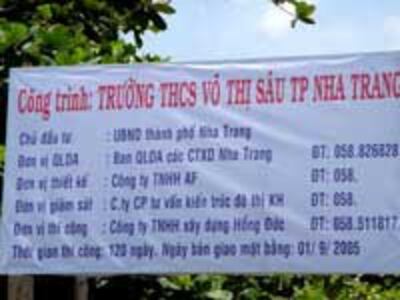 Công trình: TRƯỜNG THCS VÕ THỊ SÁU TP NHA TRANG
Chủ đầu tư : UBND thành phố Nha Trang
Đơn vị QLDA : Ban QLDA các CTXD Nha Trang ĐT: 058.826828
Đơn vị thiết kế : Công ty TNHH AF ĐT: 058.
Đơn vị giám sát : C.ty CP tư vấn kiến trúc đô thị KH ĐT: 058.
Đơn vị thi công : Công ty TNHH xây dựng Hồng Đức ĐT: 058.511817
Thời gian thi công: 120 ngày. Ngày bàn giao mặt bằng: 01/ 9/ 2005